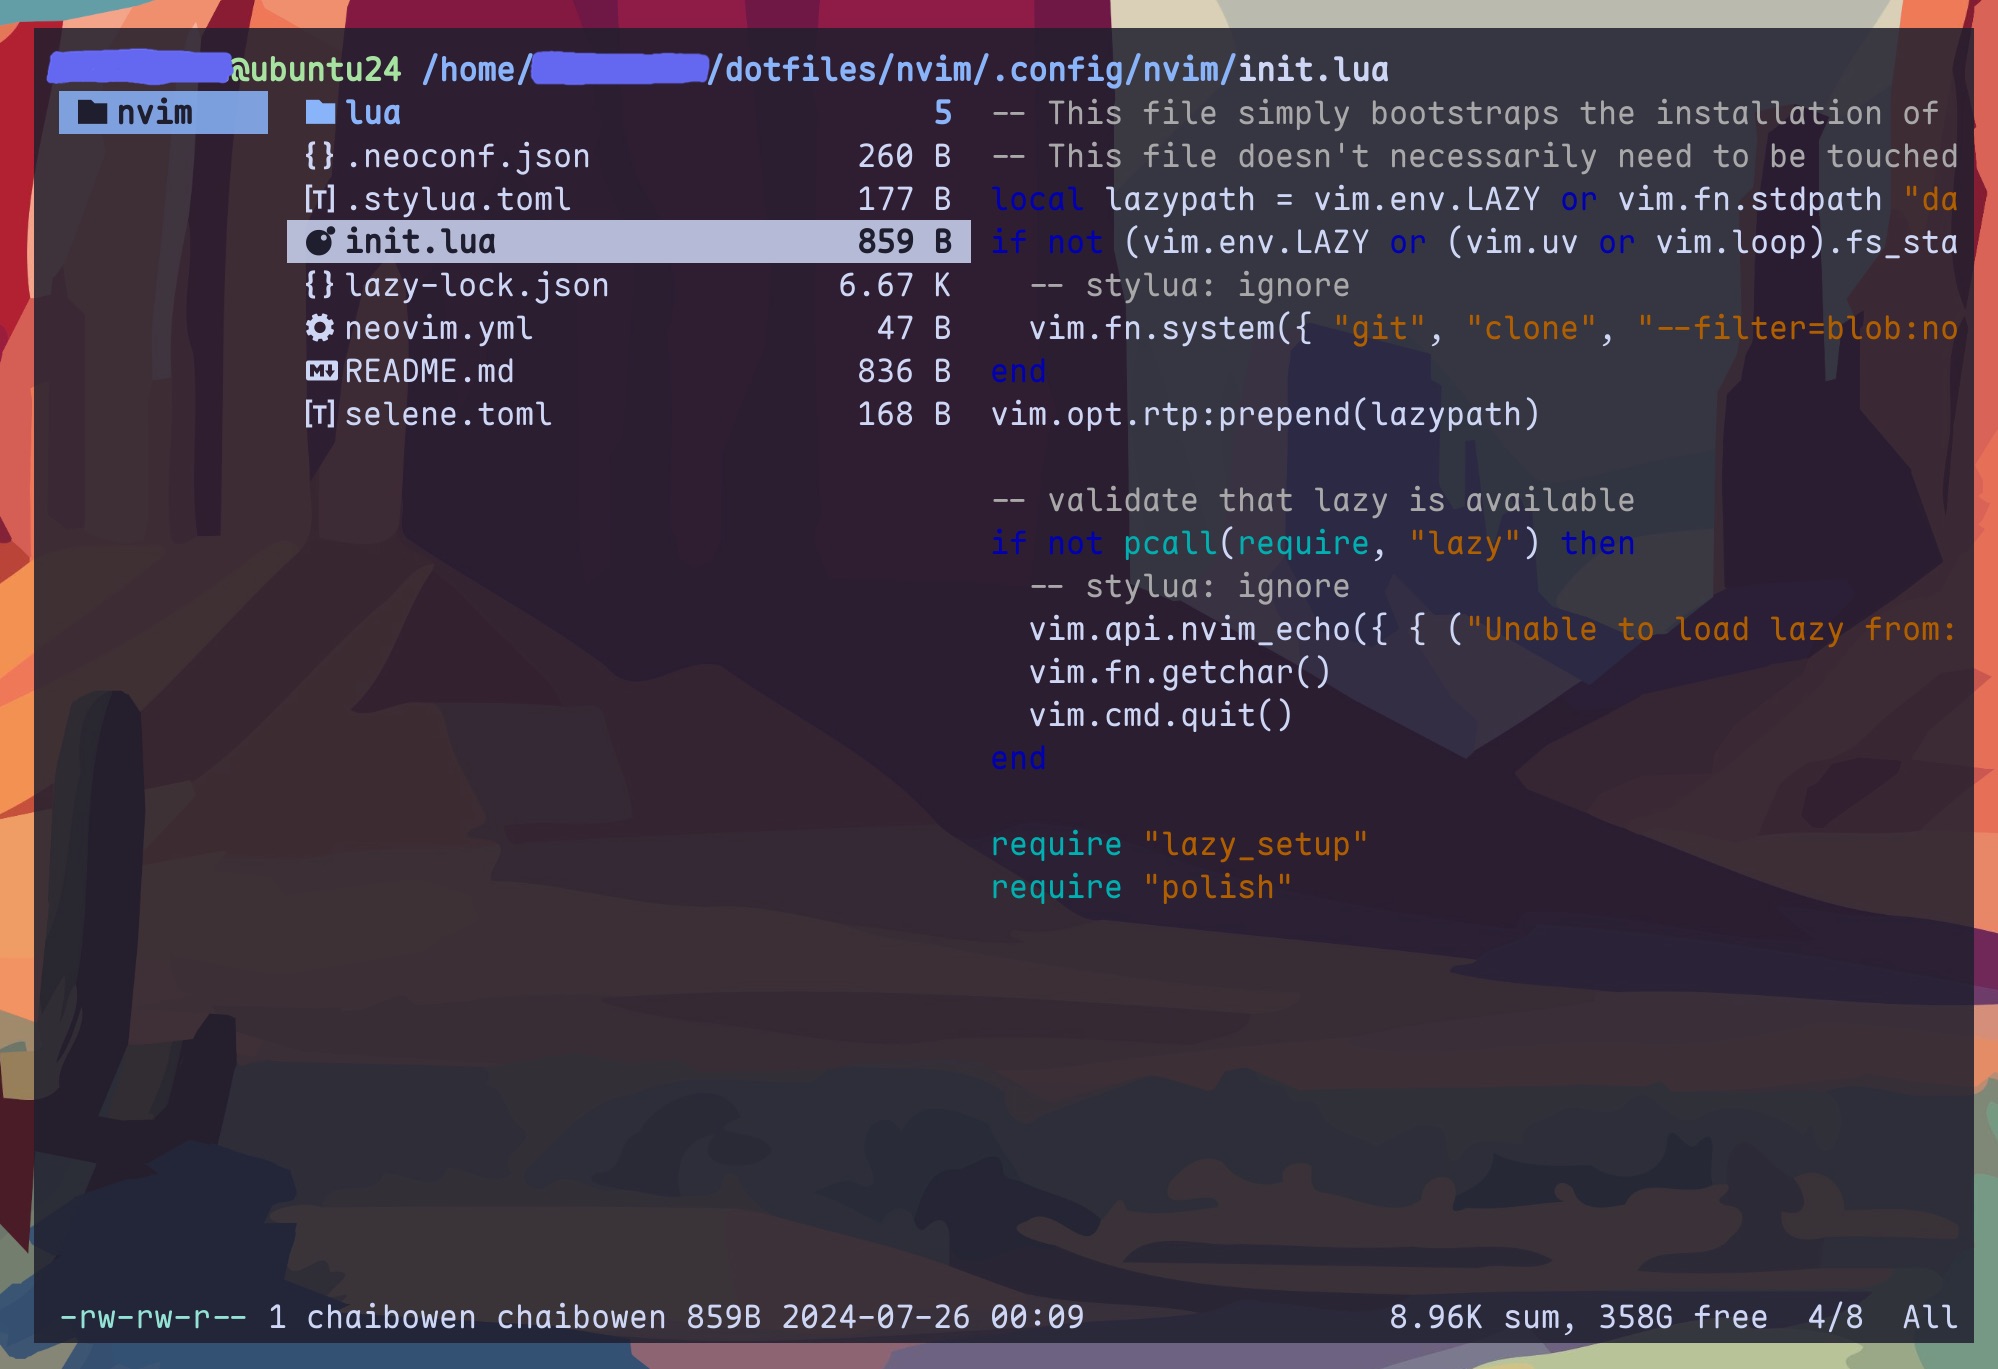 @ubuntu24 /home/ /dotfiles/nvim/.config/nvim/init.lua
nvim
lua 5
.neoconf.json 260 B
.stylua.toml 177 B
init.lua 859 B
lazy-lock.json 6.67 K
neovim.yml 47 B
README.md 836 B
selene.toml 168 B
-- This file simply bootstraps the installation of
-- This file doesn't necessarily need to be touched
local lazypath = vim.env.LAZY or vim.fn.stdpath "da
if not (vim.env.LAZY or (vim.uv or vim.loop).fs_sta
-- stylua: ignore
vim.fn.system({ "git", "clone", "--filter=blob:no
end
vim.opt.rtp:prepend(lazypath)
-- validate that lazy is available
if not pcall(require, "lazy") then
-- stylua: ignore
vim.api.nvim_echo({ { ("Unable to load lazy from:
vim.fn.getchar()
vim.cmd.quit()
end
require "lazy_setup"
require "polish"
-rw-rw-r-- 1 chaibowen chaibowen 859B 2024-07-26 00:09 8.96K sum, 358G free 4/8 All